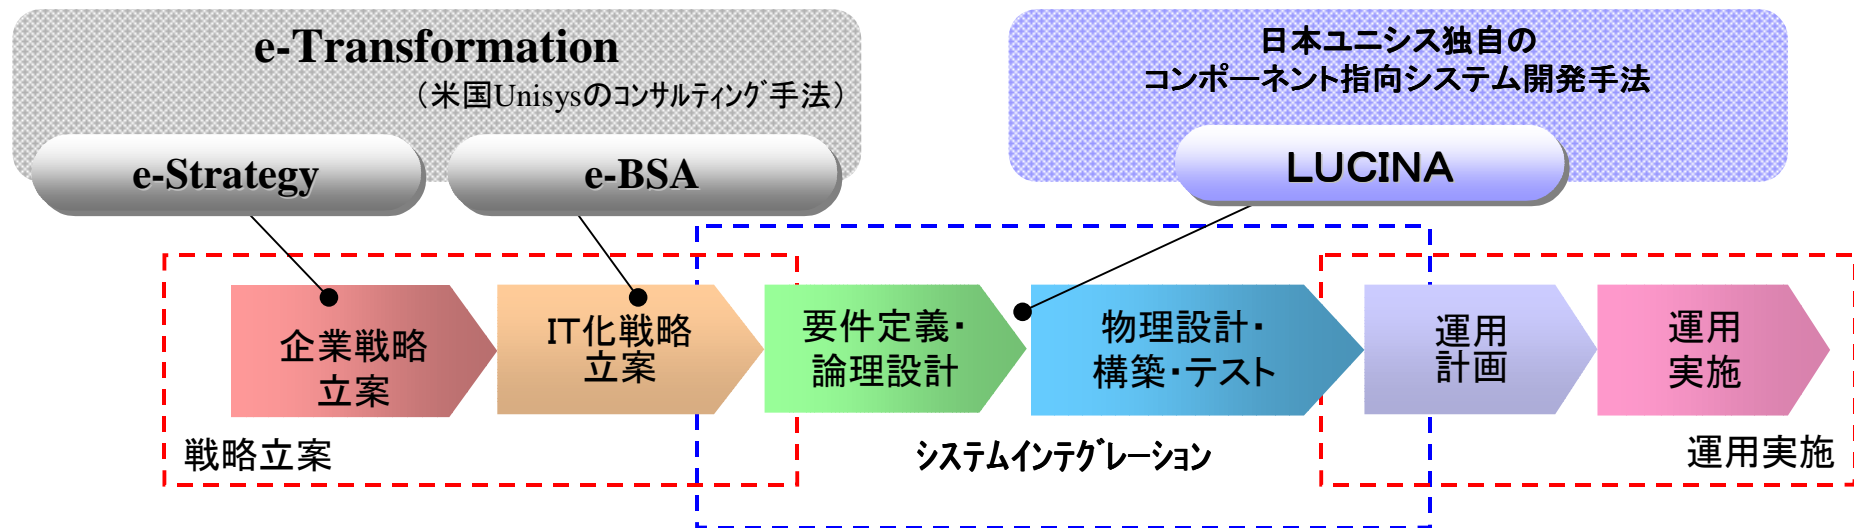 e-Transformation
（米国Unisysのｺﾝｻﾙﾃｨﾝｸﾞ手法）
e-Strategy
e-BSA
日本ユニシス独自の
コンポーネント指向システム開発手法
ＬＵＣＩＮＡ
企業戦略
立案
IT化戦略
立案
要件定義・
論理設計
物理設計・
構築・テスト
運用
計画
運用
実施
戦略立案
ｼｽﾃﾑｲﾝﾃｸﾞﾚｰｼｮﾝ
運用実施